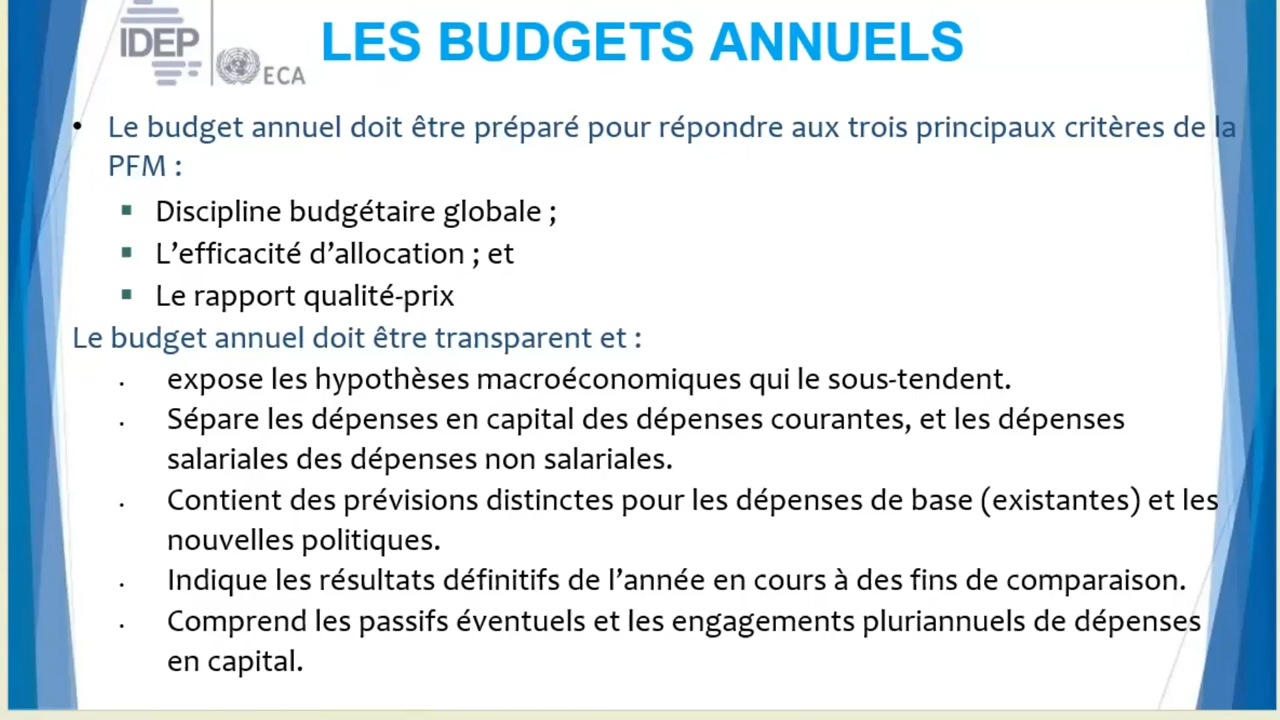 IDEP
ECA
LES BUDGETS ANNUELS
• Le budget annuel doit être préparé pour répondre aux trois principaux critères de la
PFM :
▪ Discipline budgétaire globale ;
▪ L’efficacité d’allocation ; et
▪ Le rapport qualité-prix
Le budget annuel doit être transparent et :
. expose les hypothèses macroéconomiques qui le sous-tendent.
. Sépare les dépenses en capital des dépenses courantes, et les dépenses
salariales des dépenses non salariales.
. Contient des prévisions distinctes pour les dépenses de base (existantes) et les
nouvelles politiques.
. Indique les résultats définitifs de l’année en cours à des fins de comparaison.
. Comprend les passifs éventuels et les engagements pluriannuels de dépenses
en capital.